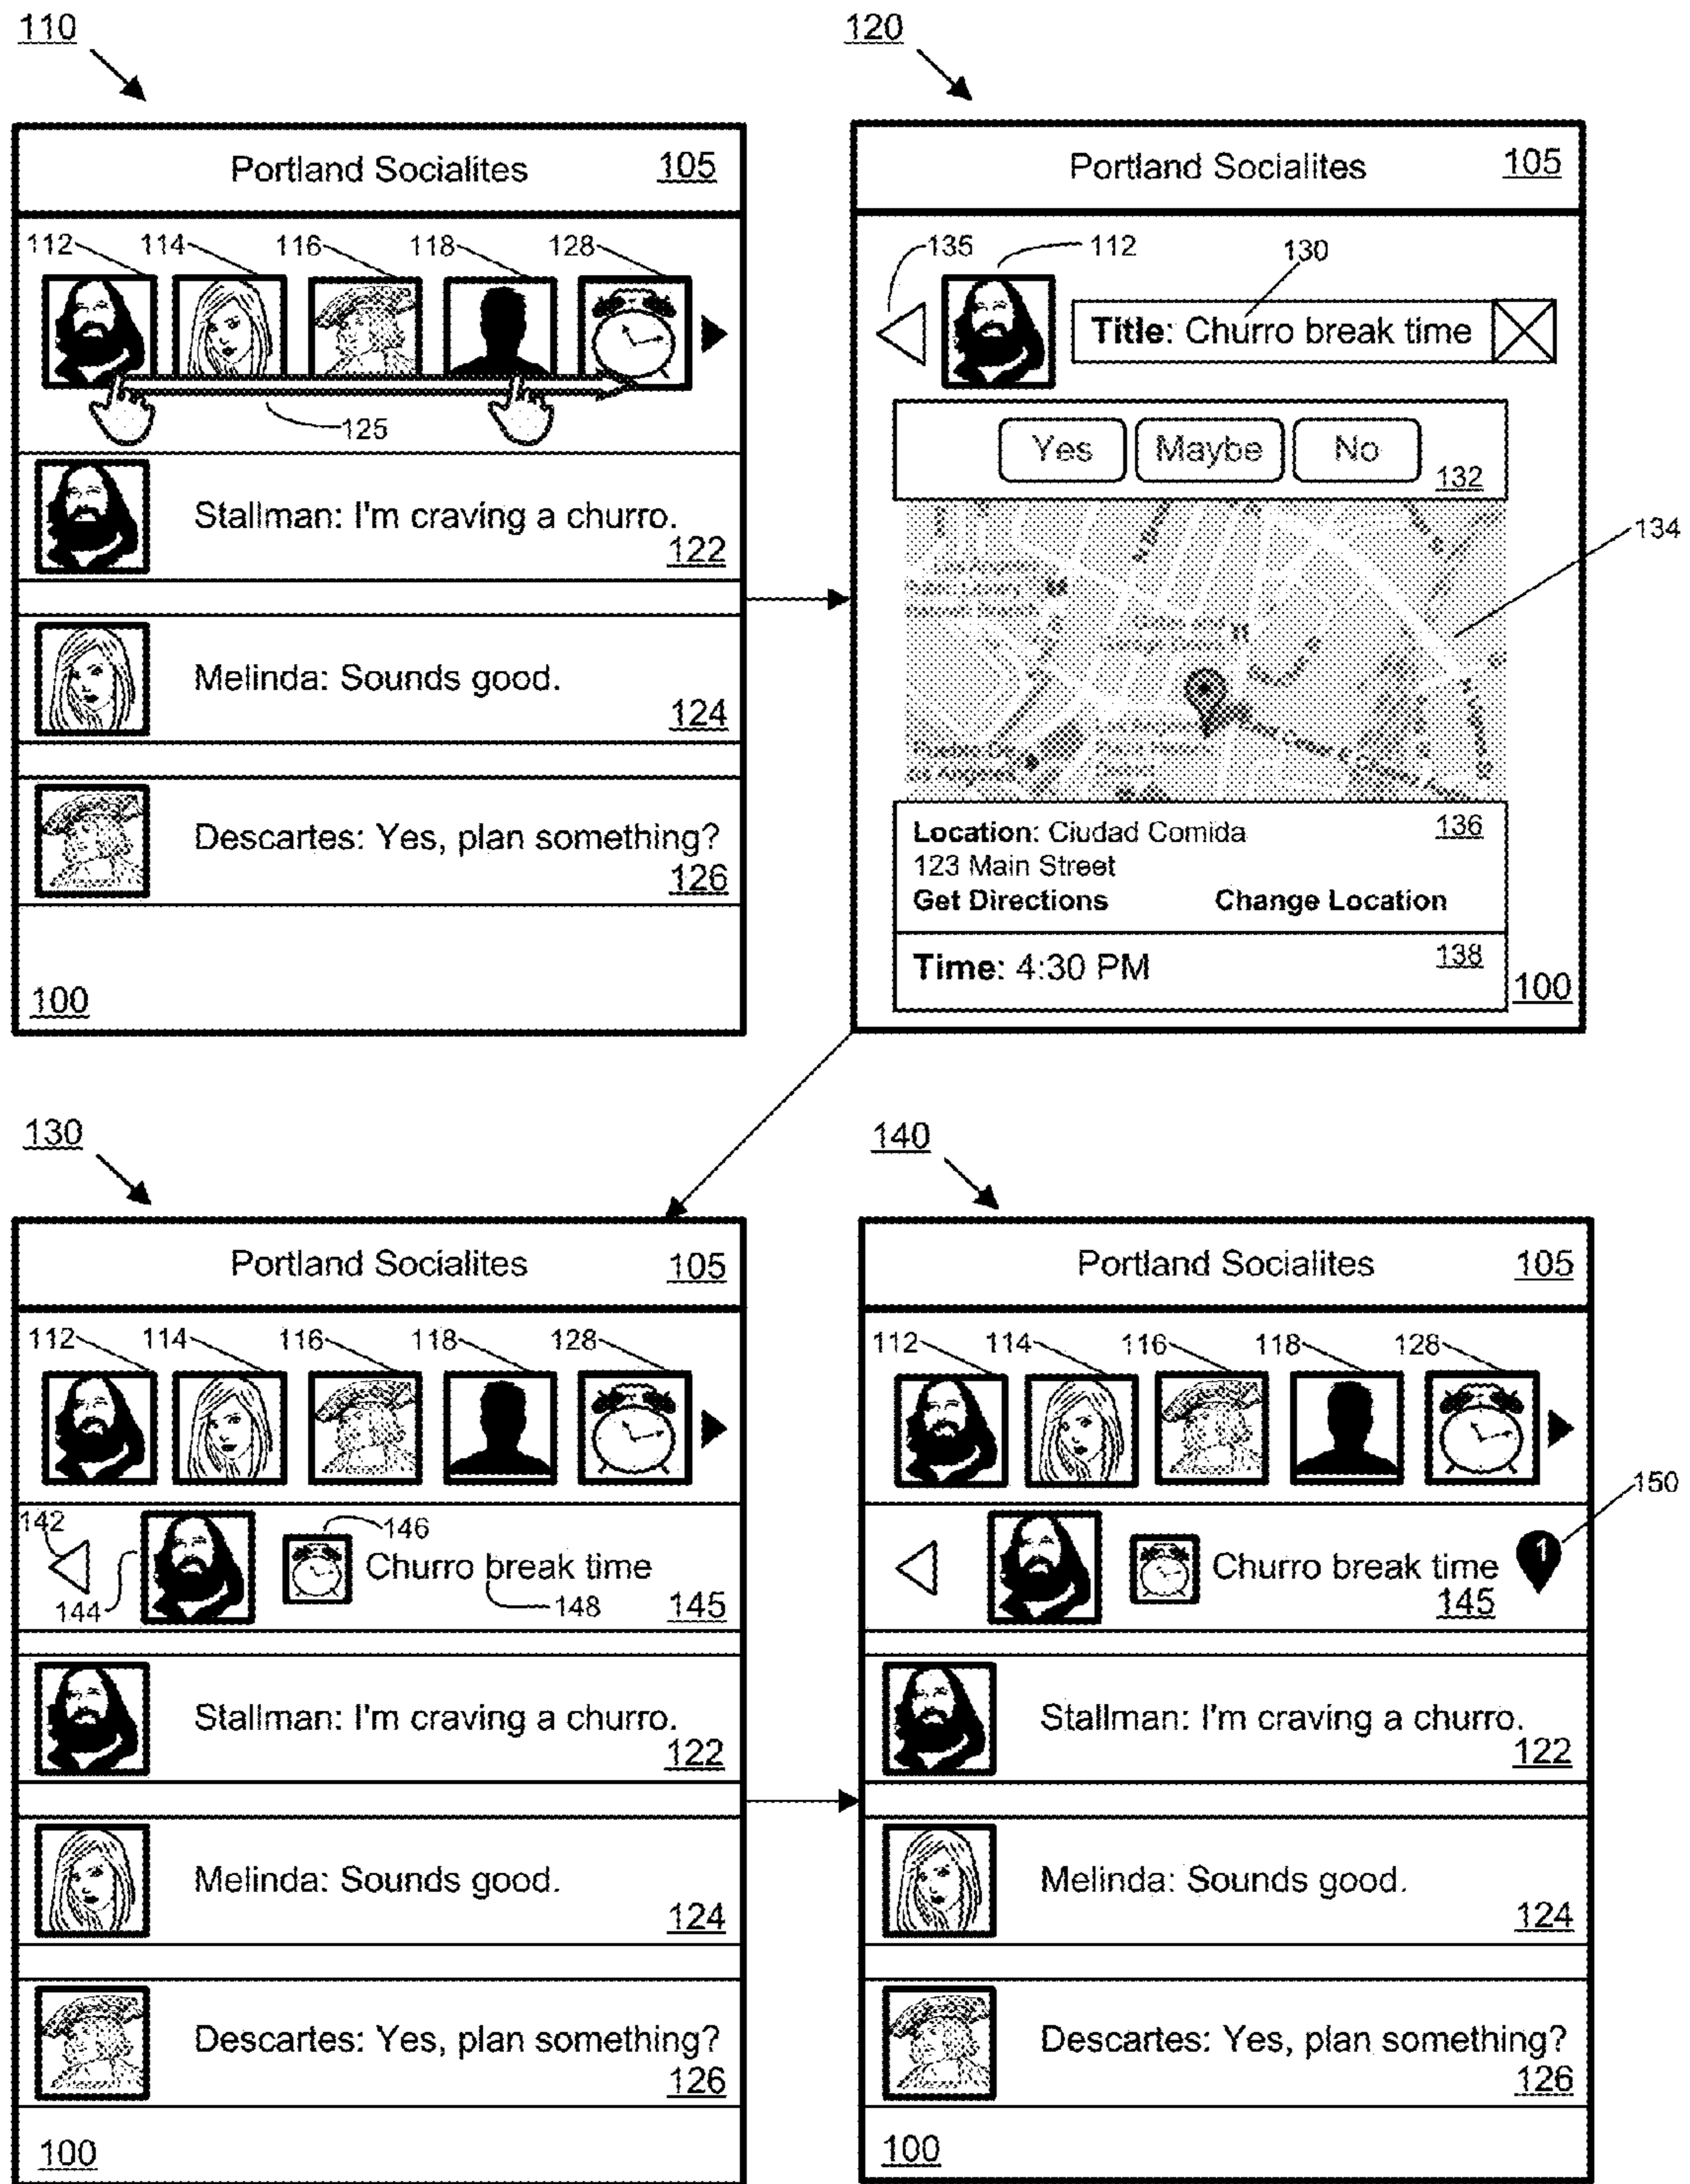 110
120
Portland Socialites 105
112 114 116 118 128
125
Stallman: I'm craving a churro.
122
Melinda: Sounds good.
124
Descartes: Yes, plan something?
126
100
Portland Socialites 105
135 112 130
Title: Churro break time
Yes Maybe No
132
134
Location: Ciudad Comida 136
123 Main Street
Get Directions Change Location
Time: 4:30 PM 138
100
130
140
Portland Socialites 105
112 114 116 118 128
142 146
Churro break time
144 148 145
Stallman: I'm craving a churro.
122
Melinda: Sounds good.
124
Descartes: Yes, plan something?
126
100
Portland Socialites 105
112 114 116 118 128
150
1
Churro break time
145
Stallman: I'm craving a churro.
122
Melinda: Sounds good.
124
Descartes: Yes, plan something?
126
100